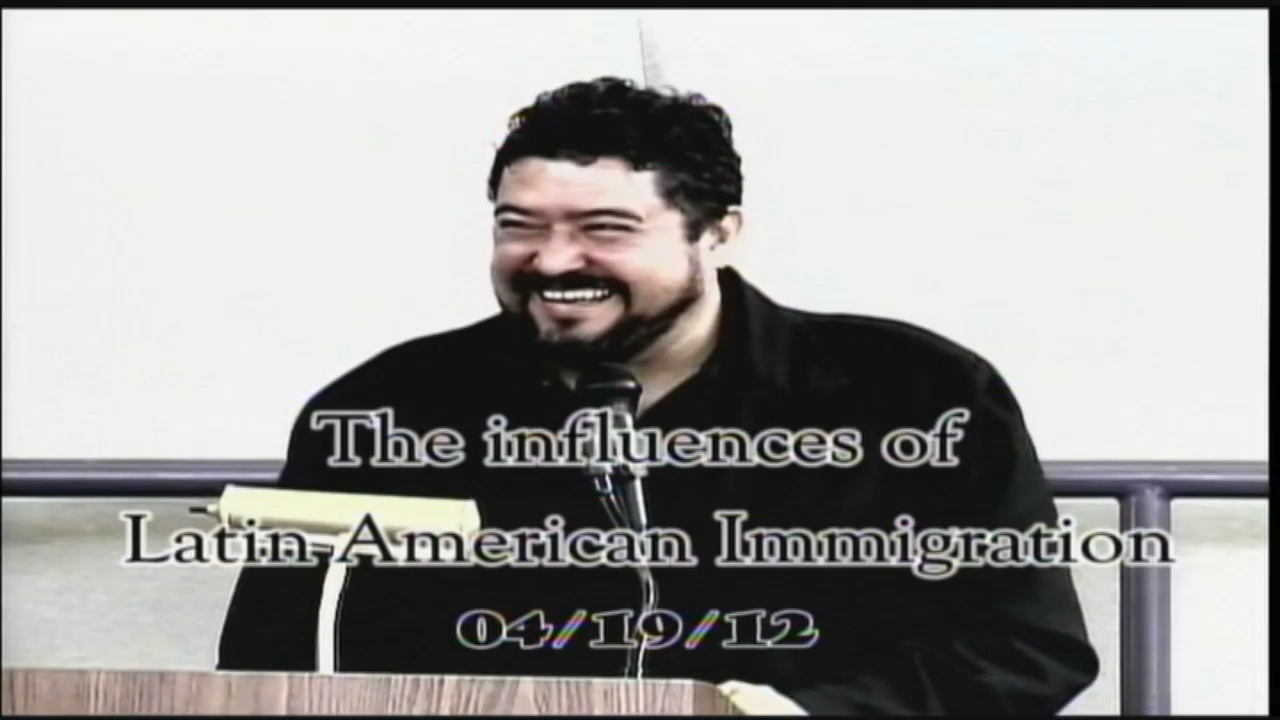 The influences of
Latin-American Immigration
04/19/12